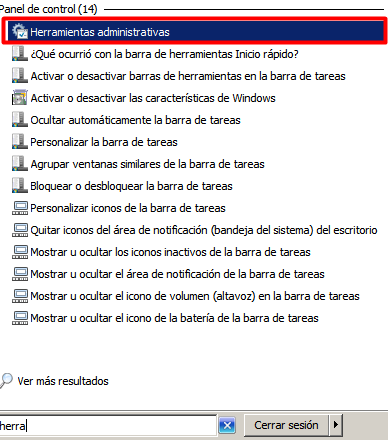 Panel de control (14)
Herramientas administrativas
¿Qué ocurrió con la barra de herramientas Inicio rápido?
Activar o desactivar barras de herramientas en la barra de tareas
Activar o desactivar las características de Windows
Ocultar automáticamente la barra de tareas
Personalizar la barra de tareas
Agrupar ventanas similares de la barra de tareas
Bloquear o desbloquear la barra de tareas
Personalizar iconos de la barra de tareas
Quitar iconos del área de notificación (bandeja del sistema) del escritorio
Mostrar u ocultar los iconos inactivos de la barra de tareas
Mostrar u ocultar el área de notificación de la barra de tareas
Mostrar u ocultar el icono de volumen (altavoz) en la barra de tareas
Mostrar u ocultar el icono de la batería de la barra de tareas
Ver más resultados
herra
Cerrar sesión